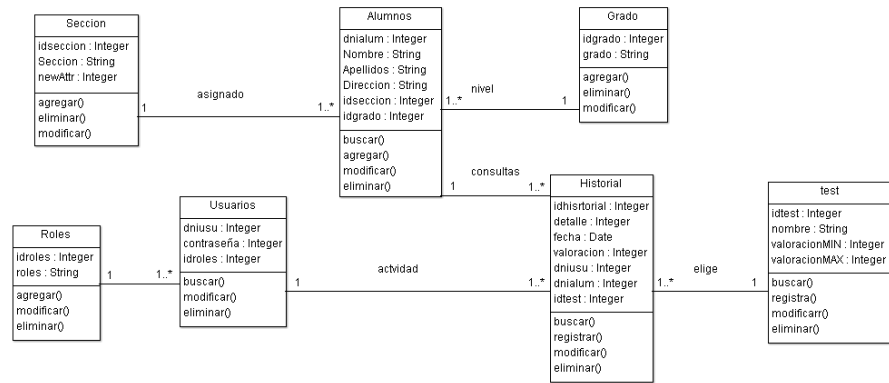 Seccion
idseccion : Integer
Seccion : String
newAttr : Integer
agregar()
eliminar()
modificar()
asignado
1
1..*
Alumnos
dnialum : Integer
Nombre : String
Apellidos : String
Direccion : String
idseccion : Integer
idgrado : Integer
buscar()
agregar()
modificar()
eliminar()
nivel
1..*
1
Grado
idgrado : Integer
grado : String
agregar()
eliminar()
modificar()
consultas
1
1..*
Roles
idroles : Integer
roles : String
agregar()
modificar()
eliminar()
1
1..*
Usuarios
dniusu : Integer
contraseña : Integer
idroles : Integer
buscar()
modificar()
eliminar()
actvidad
1
1..*
Historial
idhisrtorial : Integer
detalle : Integer
fecha : Date
valoracion : Integer
dniusu : Integer
dnialum : Integer
idtest : Integer
buscar()
registrar()
modificar()
eliminar()
elige
1..*
1
test
idtest : Integer
nombre : String
valoracionMIN : Integer
valoracionMAX : Integer
buscar()
registra()
modificarr()
eliminar()